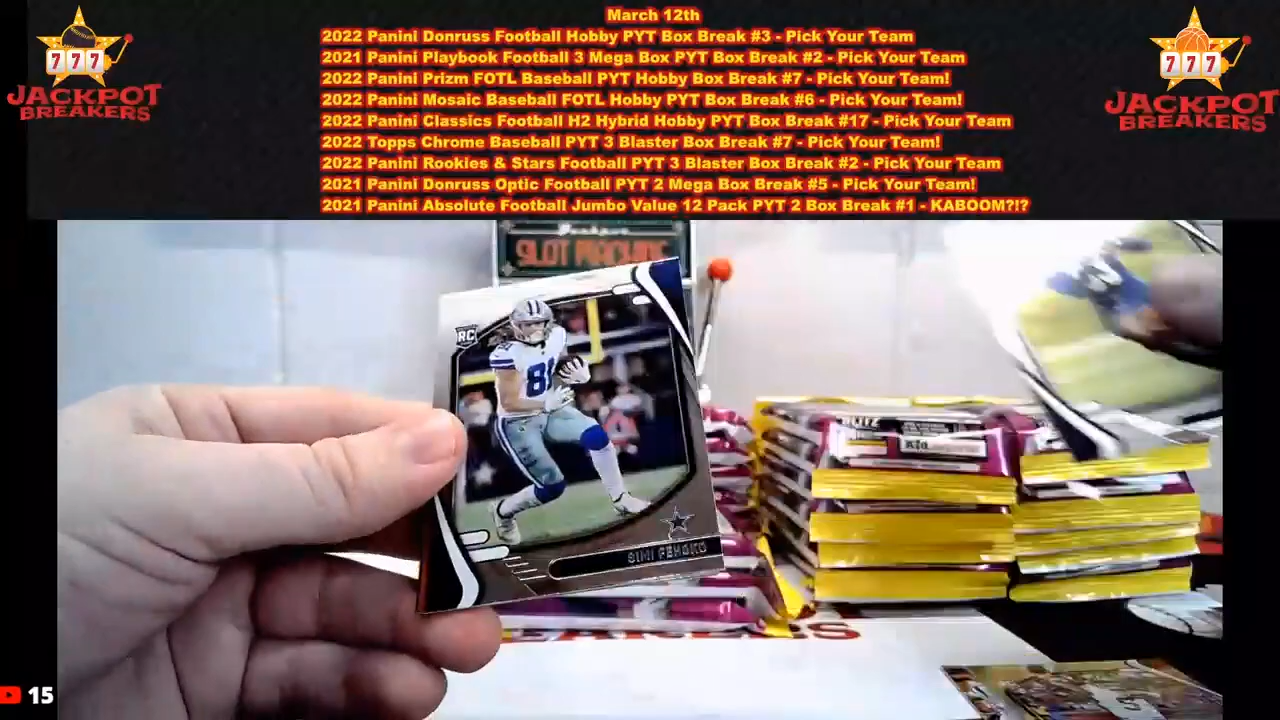 March 12th
2022 Panini Donruss Football Hobby PYT Box Break #3 - Pick Your Team
2021 Panini Playbook Football 3 Mega Box PYT Box Break #2 - Pick Your Team
2022 Panini Prizm FOTL Baseball PYT Hobby Box Break #7 - Pick Your Team!
2022 Panini Mosaic Baseball FOTL Hobby PYT Box Break #6 - Pick Your Team!
2022 Panini Classics Football H2 Hybrid Hobby PYT Box Break #17 - Pick Your Team
2022 Topps Chrome Baseball PYT 3 Blaster Box Break #7 - Pick Your Team!
2022 Panini Rookies & Stars Football PYT 3 Blaster Box Break #2 - Pick Your Team
2021 Panini Donruss Optic Football PYT 2 Mega Box Break #5 - Pick Your Team!
2021 Panini Absolute Football Jumbo Value 12 Pack PYT 2 Box Break #1 - KABOOM?!?
777
JACKPOT
BREAKERS
777
JACKPOT
BREAKERS
SLOT MACHINE
RC
81
SIMI FEHOKO
BLITZ
15